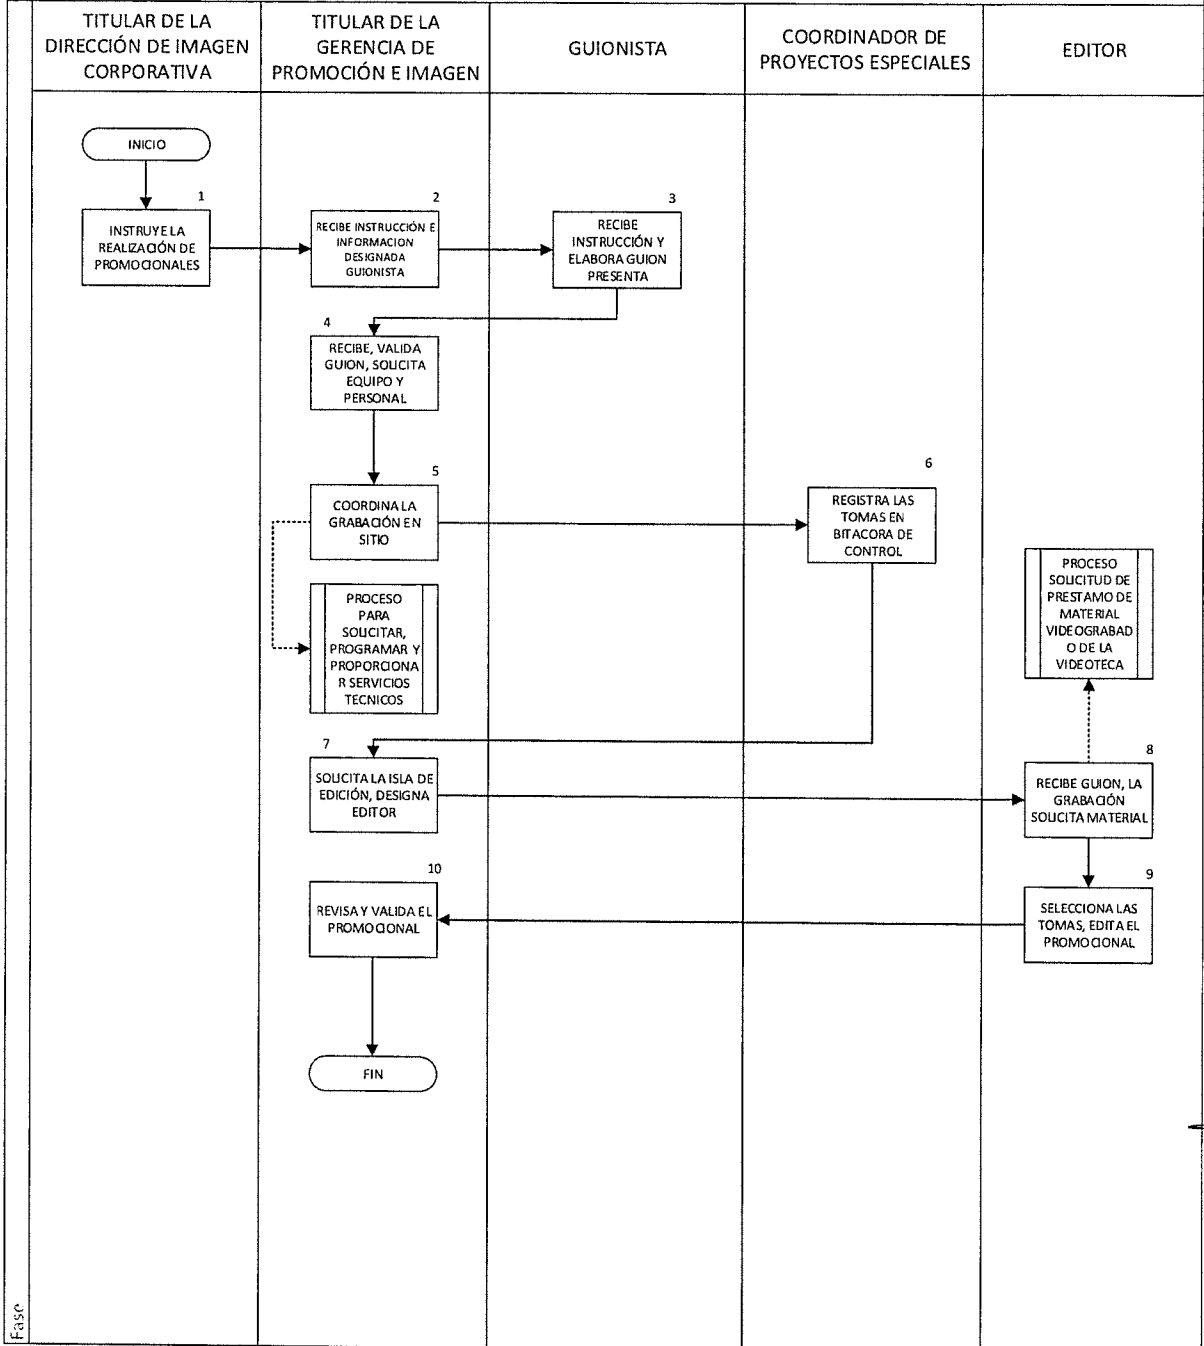 TITULAR DE LA
DIRECCIÓN DE IMAGEN
CORPORATIVA
TITULAR DE LA
GERENCIA DE
PROMOCIÓN E IMAGEN
GUIONISTA
COORDINADOR DE
PROYECTOS ESPECIALES
EDITOR
INICIO
1
INSTRUYE LA
REALIZACIÓN DE
PROMOCIONALES
2
RECIBE INSTRUCCIÓN E
INFORMACION
DESIGNADA
GUIONISTA
3
RECIBE
INSTRUCCIÓN Y
ELABORA GUION
PRESENTA
4
RECIBE, VALIDA
GUION, SOLICITA
EQUIPO Y
PERSONAL
5
COORDINA LA
GRABACIÓN EN
SITIO
6
REGISTRA LAS
TOMAS EN
BITACORA DE
CONTROL
PROCESO
PARA
SOLICITAR,
PROGRAMAR Y
PROPORCIONA
R SERVICIOS
TECNICOS
PROCESO
SOLICITUD DE
PRESTAMO DE
MATERIAL
VIDEOGRABAD
O DE LA
VIDEOTECA
7
SOLICITA LA ISLA DE
EDICIÓN, DESIGNA
EDITOR
8
RECIBE GUION, LA
GRABACIÓN
SOLICITA MATERIAL
9
SELECCIONA LAS
TOMAS, EDITA EL
PROMOCIONAL
10
REVISA Y VALIDA EL
PROMOCIONAL
FIN
Fase